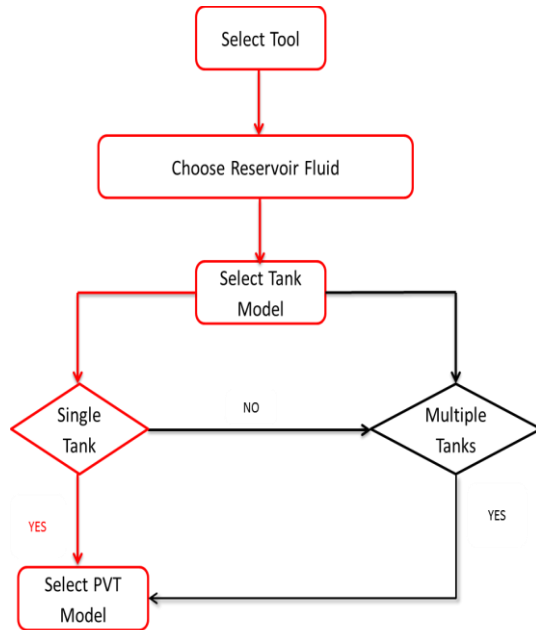 Select Tool
Choose Reservoir Fluid
Select Tank
Model
Single
Tank
NO
Multiple
Tanks
YES
YES
Select PVT
Model